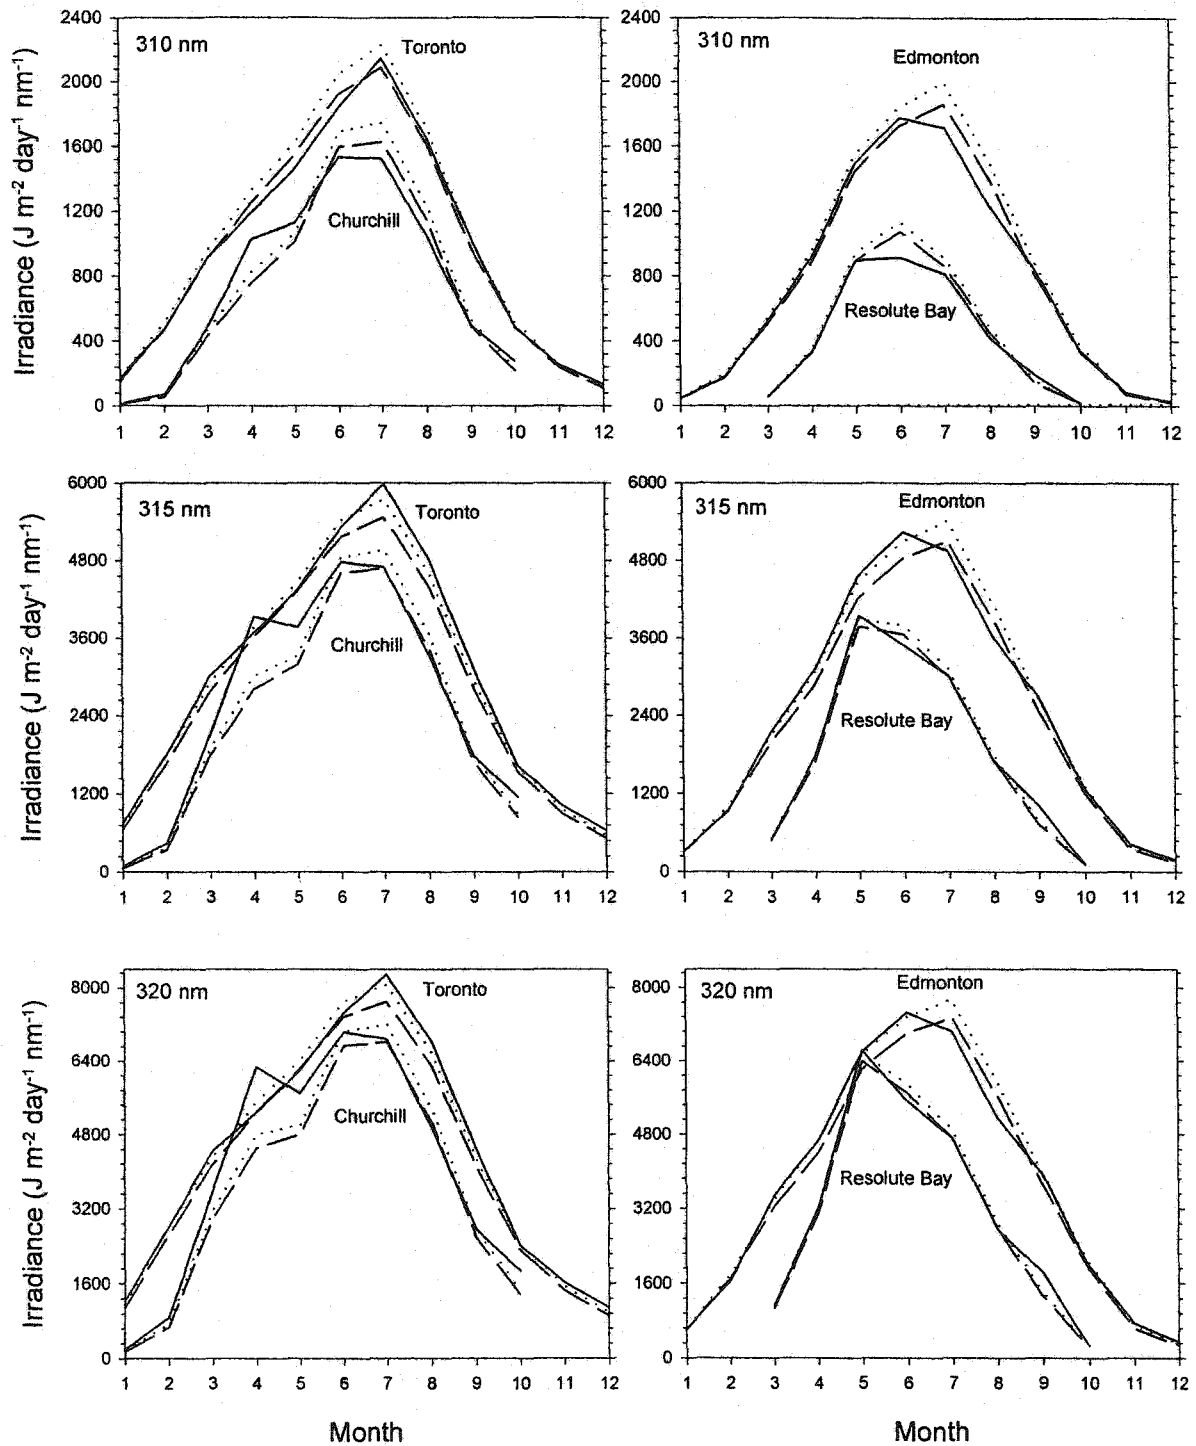 2400
2000
1600
1200
800
400
0
310 nm
Toronto
Churchill
1 2 3 4 5 6 7 8 9 10 11 12
Irradiance (J m-2 day-1 nm-1)
2400
2000
1600
1200
800
400
0
310 nm
Edmonton
Resolute Bay
1 2 3 4 5 6 7 8 9 10 11 12
6000
4800
3600
2400
1200
0
315 nm
Toronto
Churchill
1 2 3 4 5 6 7 8 9 10 11 12
Irradiance (J m-2 day-1 nm-1)
6000
4800
3600
2400
1200
0
315 nm
Edmonton
Resolute Bay
1 2 3 4 5 6 7 8 9 10 11 12
8000
6400
4800
3200
1600
0
320 nm
Toronto
Churchill
1 2 3 4 5 6 7 8 9 10 11 12
Irradiance (J m-2 day-1 nm-1)
Month
8000
6400
4800
3200
1600
0
320 nm
Edmonton
Resolute Bay
1 2 3 4 5 6 7 8 9 10 11 12
Month